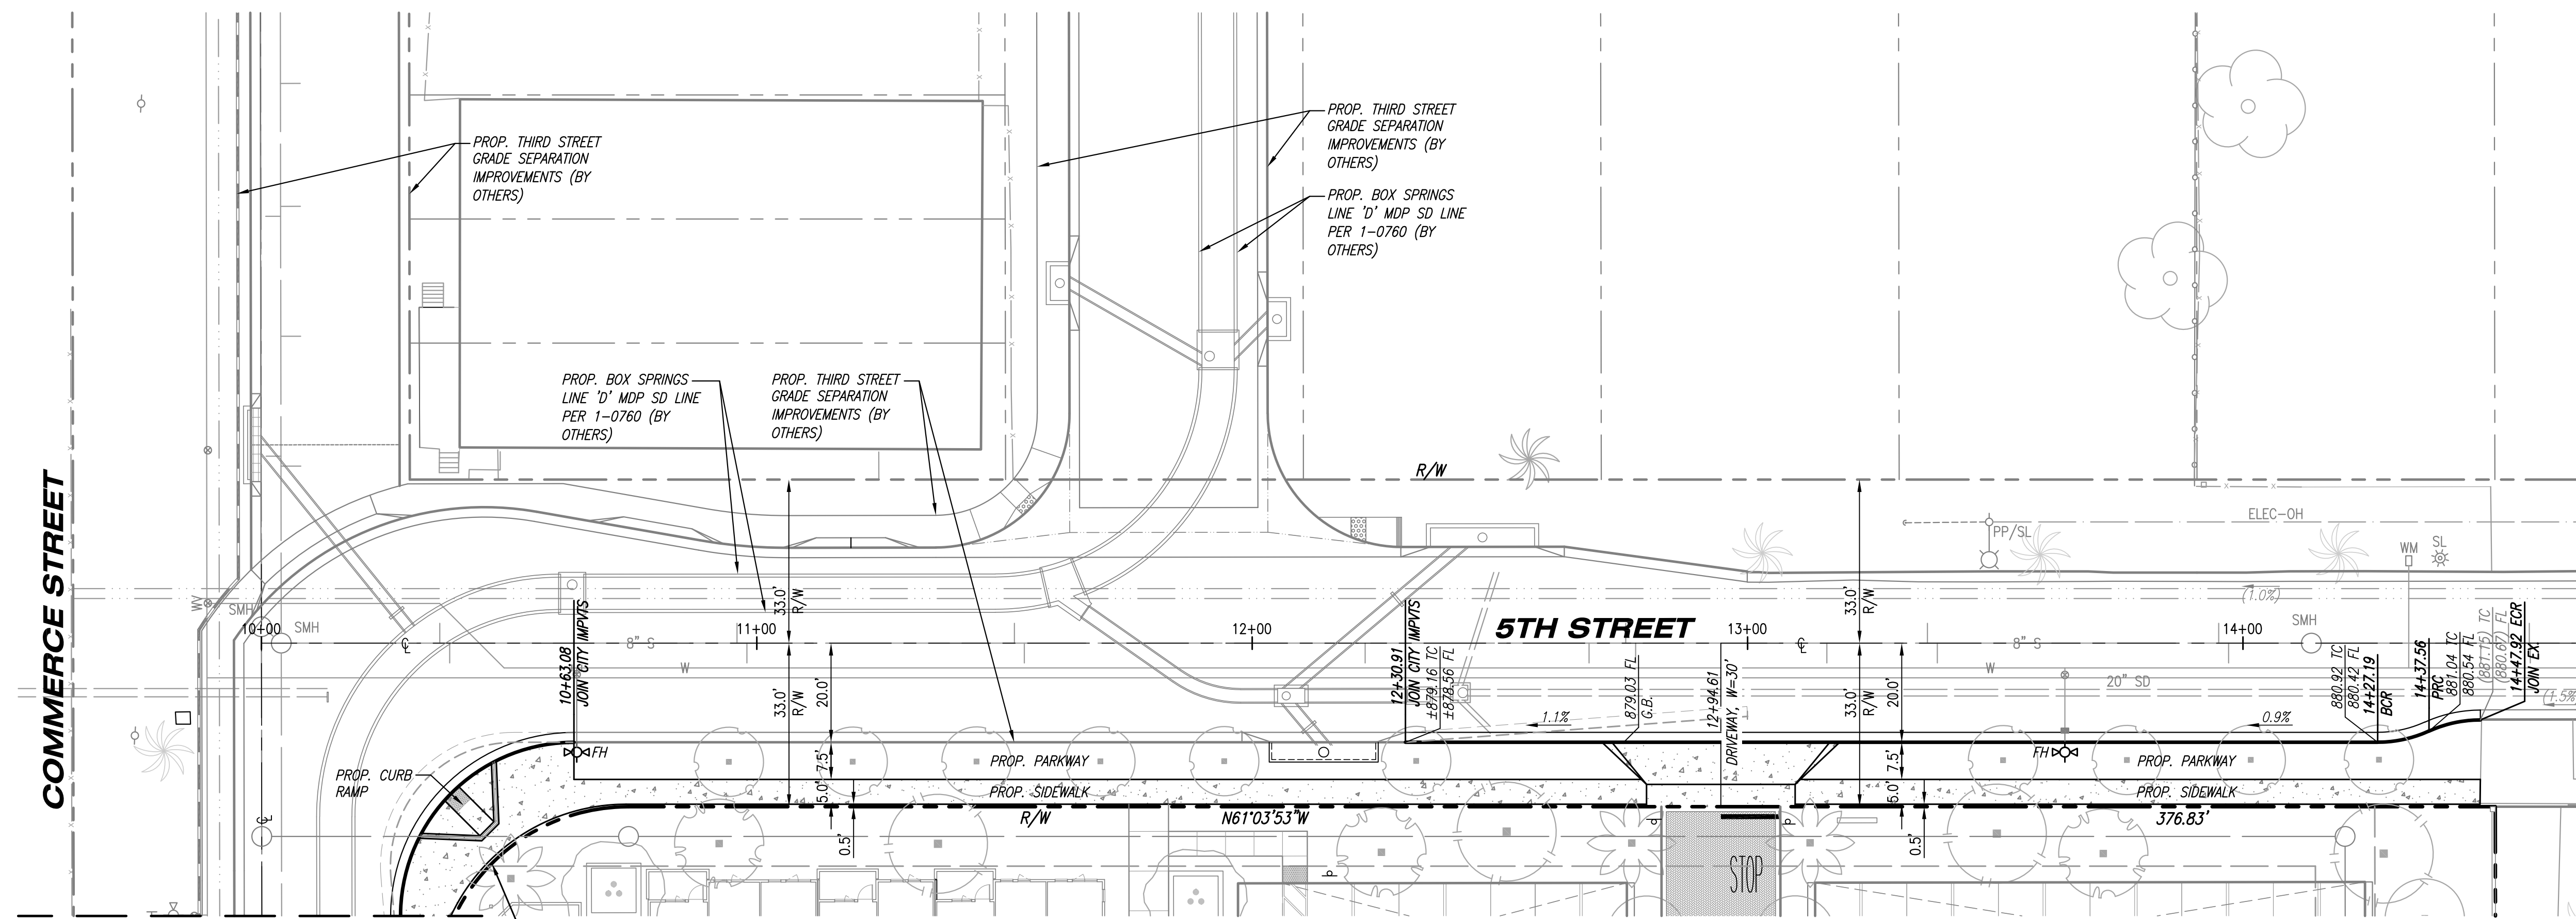 PROP. THIRD STREET
GRADE SEPARATION
IMPROVEMENTS (BY
OTHERS)
PROP. THIRD STREET
GRADE SEPARATION
IMPROVEMENTS (BY
OTHERS)
PROP. BOX SPRINGS
LINE 'D' MDP SD LINE
PER 1-0760 (BY
OTHERS)
PROP. BOX SPRINGS
LINE 'D' MDP SD LINE
PER 1-0760 (BY
OTHERS)
PROP. THIRD STREET
GRADE SEPARATION
IMPROVEMENTS (BY
OTHERS)
COMMERCE STREET
R/W
ELEC-OH
PP/SL
WM
SL
WV
SMH
SMH
10+00
11+00
12+00
13+00
14+00
5TH STREET
33.0'
R/W
33.0'
R/W
(1.0%)
SMH
8" S
8" S
W
W
20" SD
10+63.08
JOIN CITY IMPVTS
12+30.91
JOIN CITY IMPVTS
±879.16 TC
±878.56 FL
879.03 FL
G.B.
12+94.61
DRIVEWAY, W=30'
880.92 TC
880.42 FL
14+27.19
BCR
14+37.56
PRC
881.04 TC
880.54 FL
(881.15) TC
(880.67) FL
14+47.92 ECR
JOIN EX.
(1.5%
33.0'
R/W
20.0'
33.0'
R/W
20.0'
1.1%
0.9%
FH
FH
7.5'
7.5'
PROP. PARKWAY
PROP. PARKWAY
PROP. CURB
RAMP
5.0'
5.0'
PROP. SIDEWALK
PROP. SIDEWALK
0.5'
0.5'
R/W
N61°03'53"W
376.83'
STOP